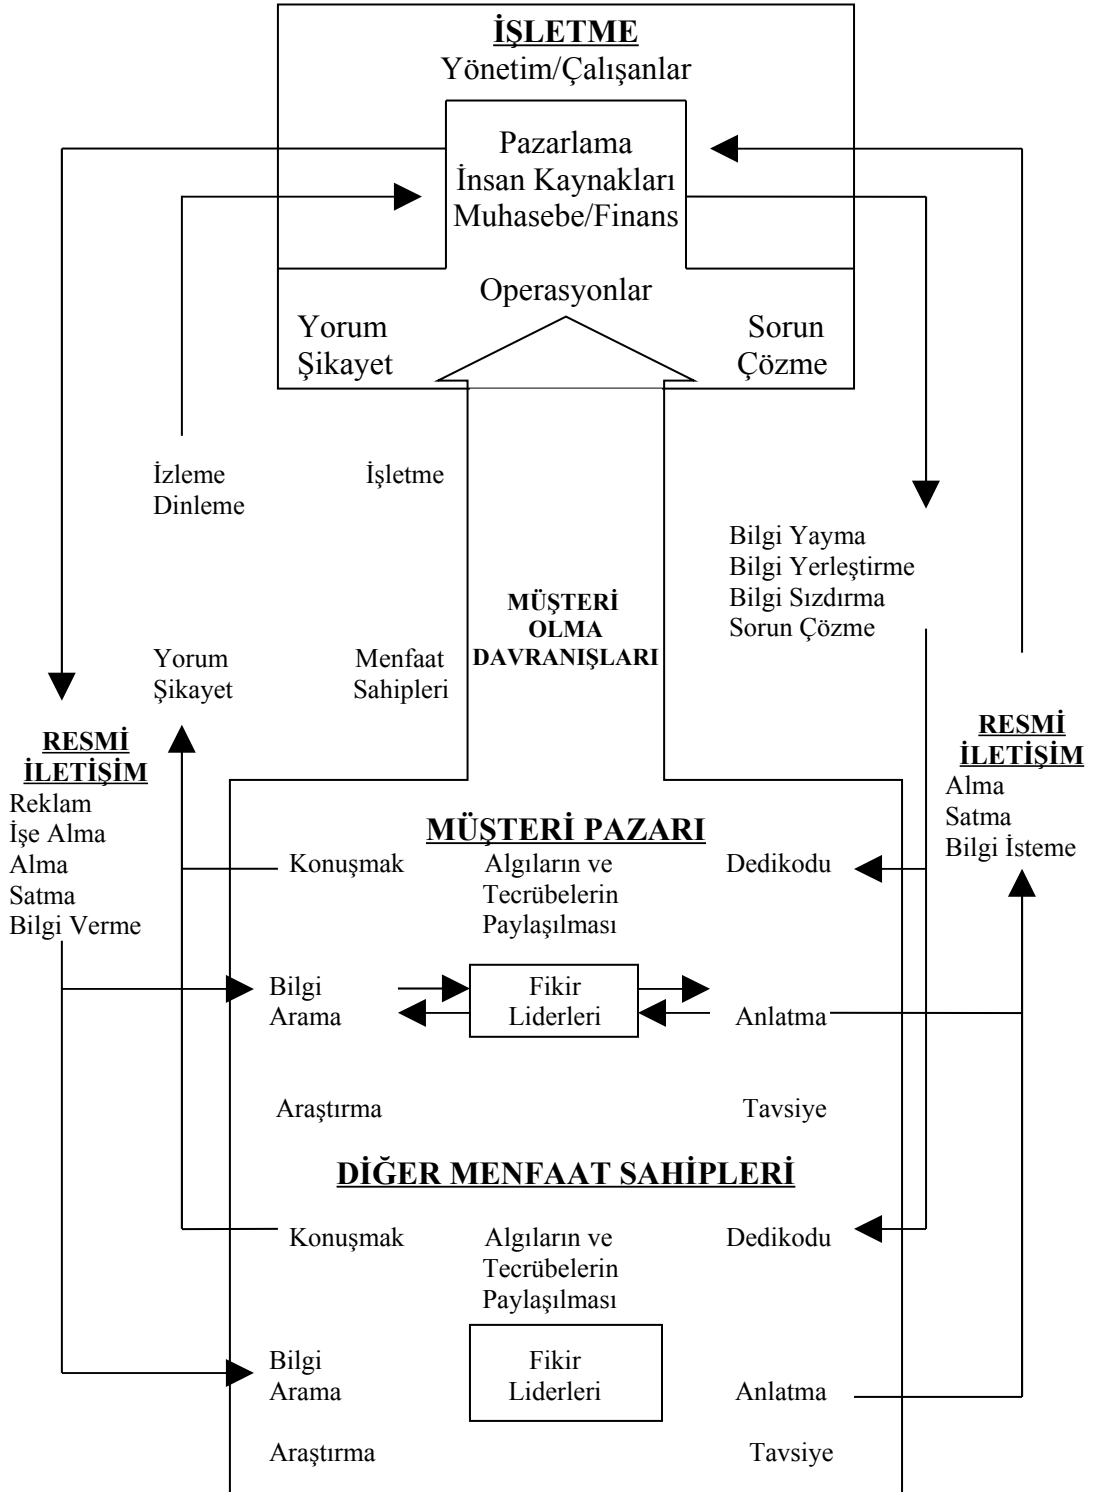 İŞLETME
Yönetim/Çalışanlar
Pazarlama
İnsan Kaynakları
Muhasebe/Finans
Operasyonlar
Yorum
Şikayet
Sorun
Çözme
İzleme
Dinleme
İşletme
Bilgi Yayma
Bilgi Yerleştirme
Bilgi Sızdırma
Sorun Çözme
MÜŞTERİ
OLMA
DAVRANIŞLARI
Yorum
Şikayet
Menfaat
Sahipleri
RESMİ
İLETİŞİM
Reklam
İşe Alma
Alma
Satma
Bilgi Verme
RESMİ
İLETİŞİM
Alma
Satma
Bilgi İsteme
MÜŞTERİ PAZARI
Konuşmak
Algıların ve
Tecrübelerin
Paylaşılması
Dedikodu
Bilgi
Arama
Fikir
Liderleri
Anlatma
Araştırma
Tavsiye
DİĞER MENFAAT SAHİPLERİ
Konuşmak
Algıların ve
Tecrübelerin
Paylaşılması
Dedikodu
Bilgi
Arama
Fikir
Liderleri
Anlatma
Araştırma
Tavsiye